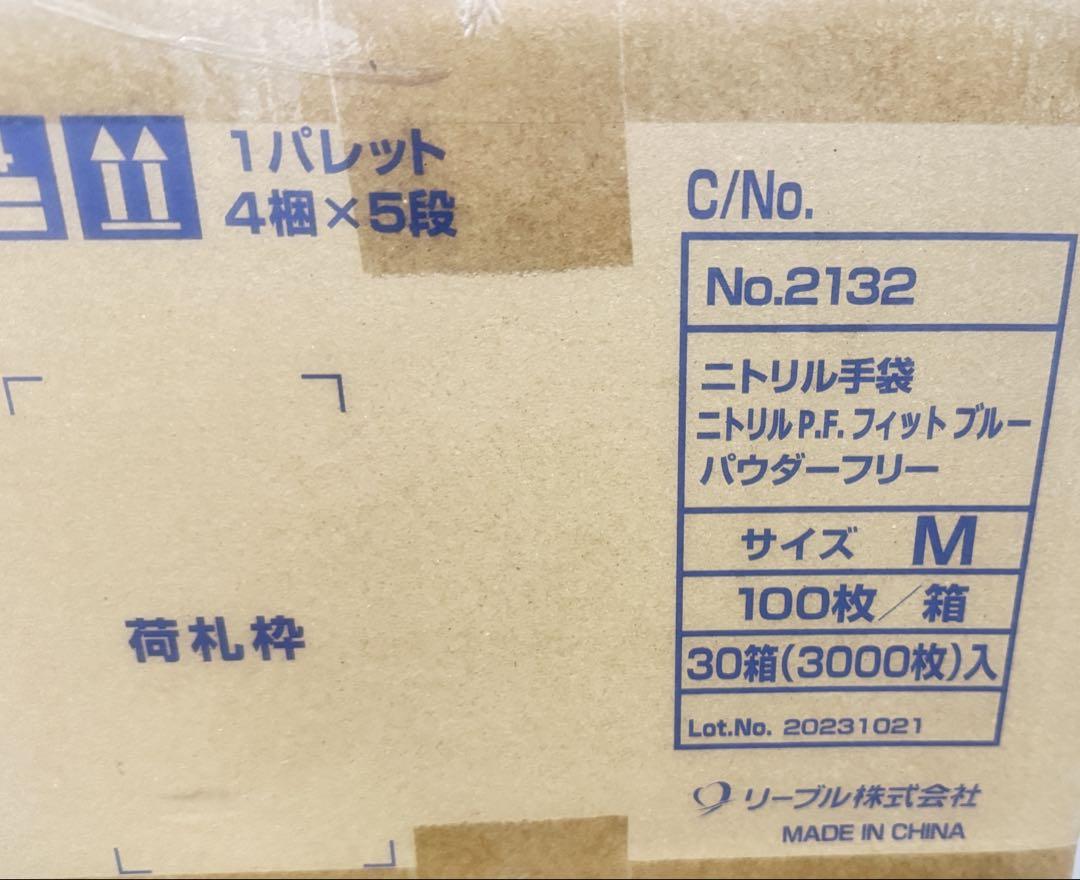 1パレット
4梱×5段
C/No.
No.2132
ニトリル手袋
ニトリルP.F.フィット ブルー
パウダーフリー
サイズ M
100枚/箱
30箱(3000枚)入
Lot.No. 20231021
荷札枠
リーブル株式会社
MADE IN CHINA